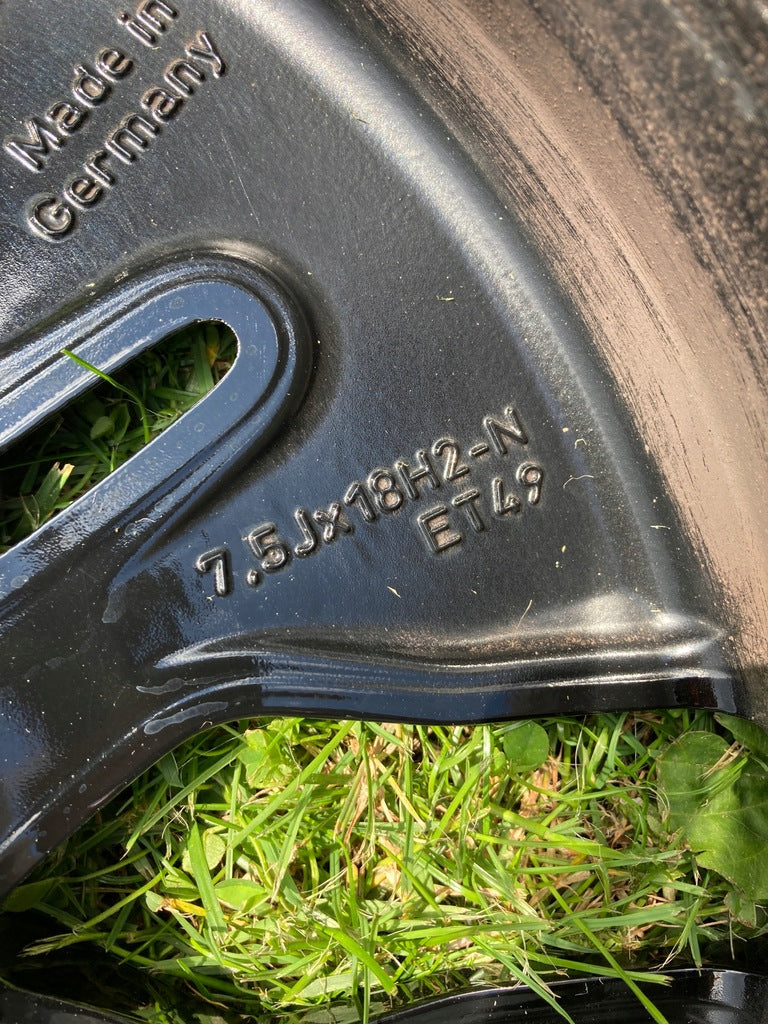 Made in
Germany
7.5Jx18H2-N
ET49